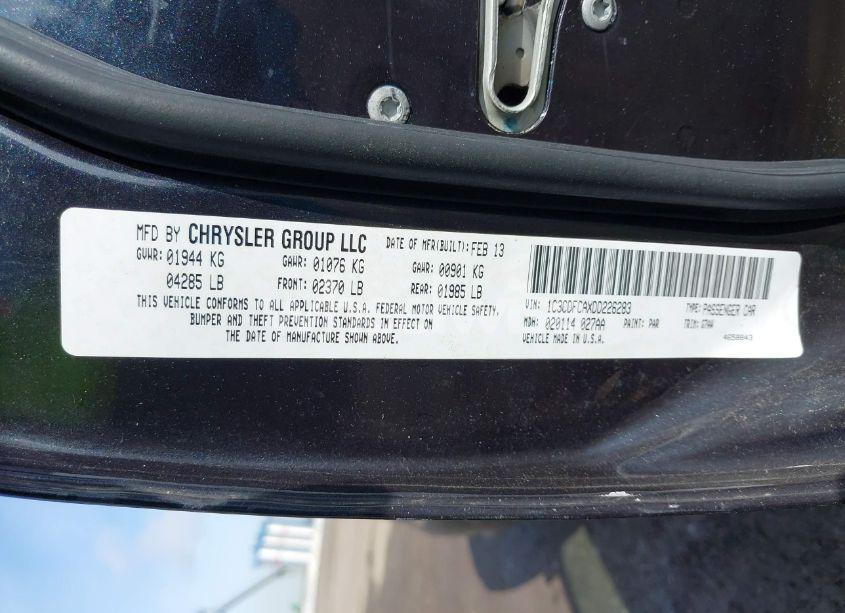 MFD BY CHRYSLER GROUP LLC DATE OF MFR(BUILT): FEB 13
GVWR: 01944 KG GAWR: 01076 KG GAWR: 00901 KG
04285 LB FRONT: 02370 LB REAR: 01985 LB
THIS VEHICLE CONFORMS TO ALL APPLICABLE U.S.A. FEDERAL MOTOR VEHICLE SAFETY,
BUMPER AND THEFT PREVENTION STANDARDS IN EFFECT ON
THE DATE OF MANUFACTURE SHOWN ABOVE.
VIN: 1C3CDFCAXDD226283 TYPE: PASSENGER CAR
MDH: 020114 027AA PAINT: PAR TRIM: GTAA
VEHICLE MADE IN U.S.A. 4658843